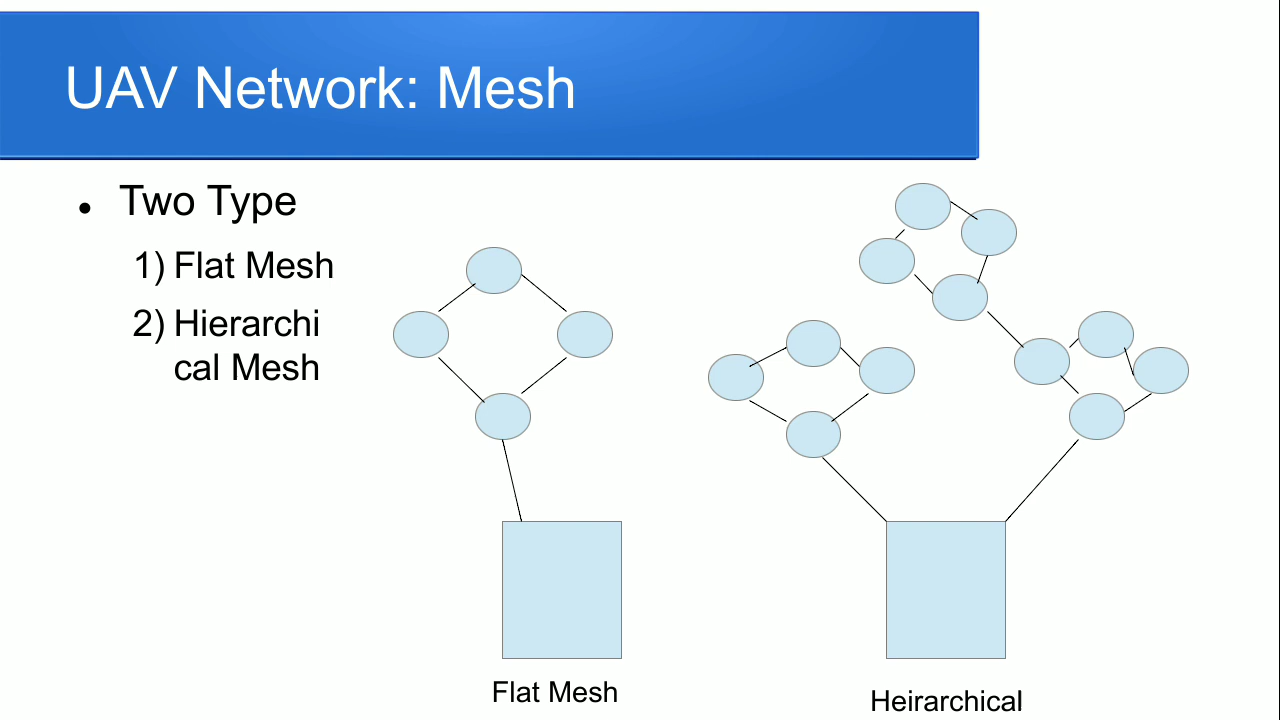 UAV Network: Mesh
● Two Type
1) Flat Mesh
2) Hierarchi
cal Mesh
Flat Mesh
Heirarchical